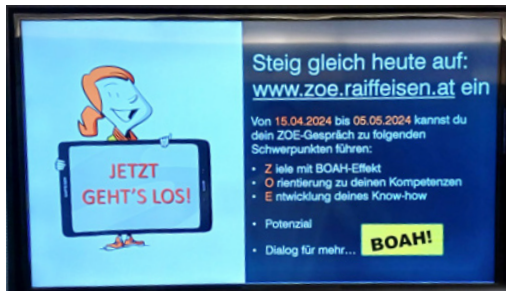 JETZT
GEHT'S LOS!
Steig gleich heute auf:
www.zoe.raiffeisen.at ein
Von 15.04.2024 bis 05.05.2024 kannst du
dein ZOE-Gespräch zu folgenden
Schwerpunkten führen:
• Z iele mit BOAH-Effekt
• O rientierung zu deinen Kompetenzen
• E ntwicklung deines Know-how
• Potenzial
• Dialog für mehr...
BOAH!